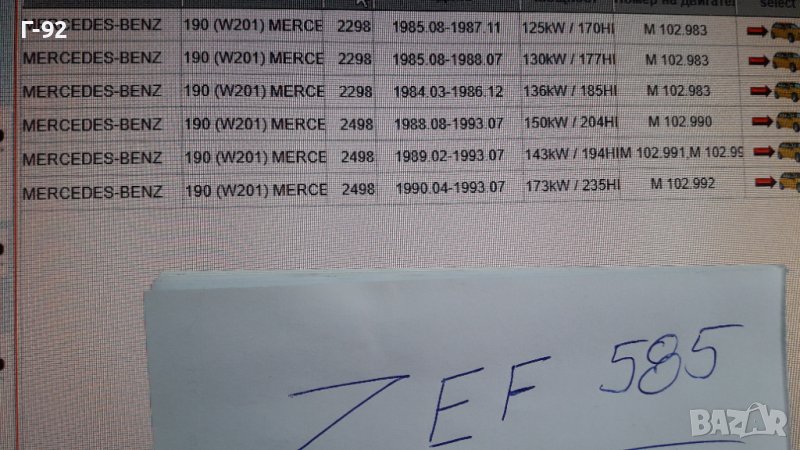 Г-92
Номер на двигател select
MERCEDES-BENZ 190 (W201) MERCE 2298 1985.08-1987.11 125kW / 170HI M 102.983
MERCEDES-BENZ 190 (W201) MERCE 2298 1985.08-1988.07 130kW / 177HI M 102.983
MERCEDES-BENZ 190 (W201) MERCE 2298 1984.03-1986.12 136kW / 185HI M 102.983
MERCEDES-BENZ 190 (W201) MERCE 2498 1988.08-1993.07 150kW / 204HI M 102.990
MERCEDES-BENZ 190 (W201) MERCE 2498 1989.02-1993.07 143kW / 194HI M 102.991,M 102.99
MERCEDES-BENZ 190 (W201) MERCE 2498 1990.04-1993.07 173kW / 235HI M 102.992
ZEF 585
BAZAR